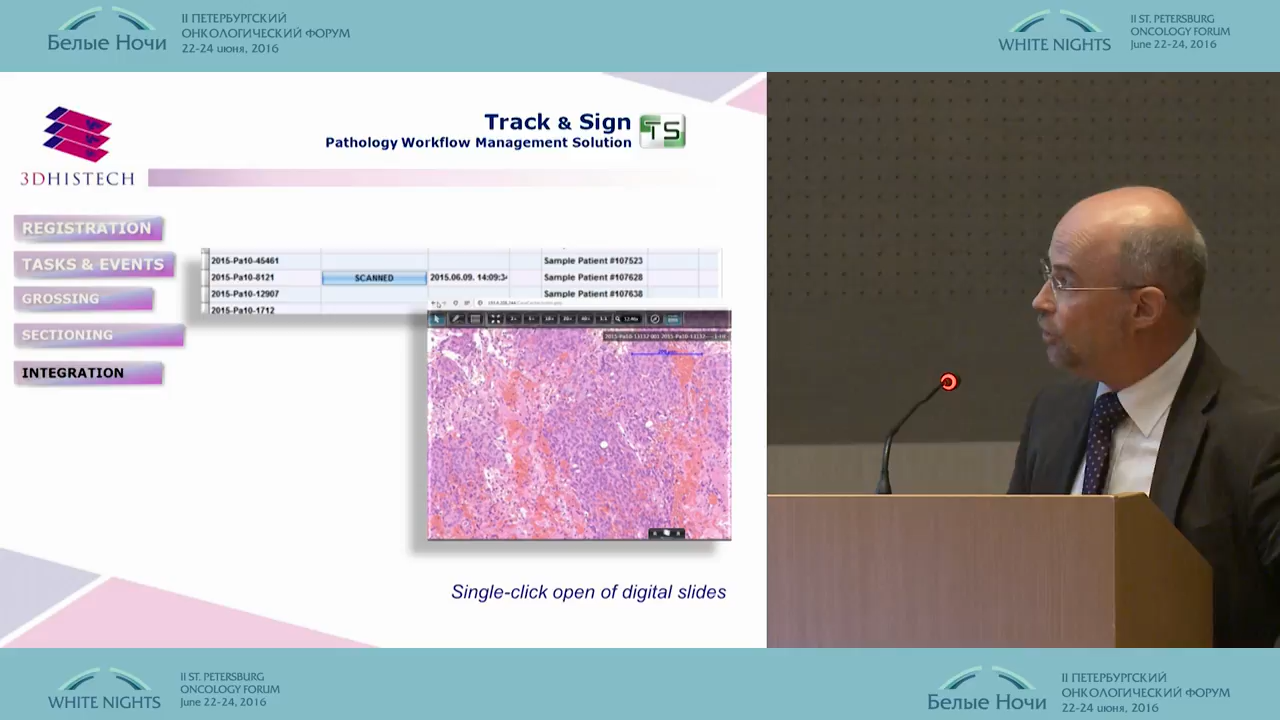 Белые Ночи
II ПЕТЕРБУРГСКИЙ
ОНКОЛОГИЧЕСКИЙ ФОРУМ
22-24 июня, 2016
WHITE NIGHTS
II ST. PETERSBURG
ONCOLOGY FORUM
June 22-24, 2016
3DHISTECH
Track & Sign
Pathology Workflow Management Solution
TS
REGISTRATION
TASKS & EVENTS
GROSSING
SECTIONING
INTEGRATION
2015-Pa10-45461 Sample Patient #107523
2015-Pa10-8121 SCANNED 2015.06.09. 14:09:34 Sample Patient #107628
2015-Pa10-12907 Sample Patient #107638
2015-Pa10-1712
Single-click open of digital slides
WHITE NIGHTS
II ST. PETERSBURG
ONCOLOGY FORUM
June 22-24, 2016
Белые Ночи
II ПЕТЕРБУРГСКИЙ
ОНКОЛОГИЧЕСКИЙ ФОРУМ
22-24 июня, 2016